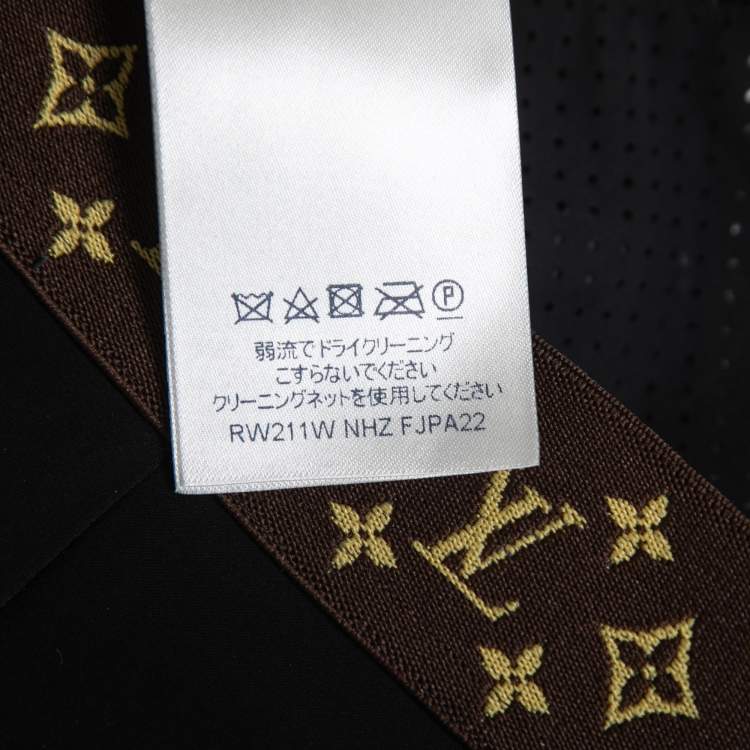 P
弱流でドライクリーニング
こすらないでください
クリーニングネットを使用してください
RW211W NHZ FJPA22
LV